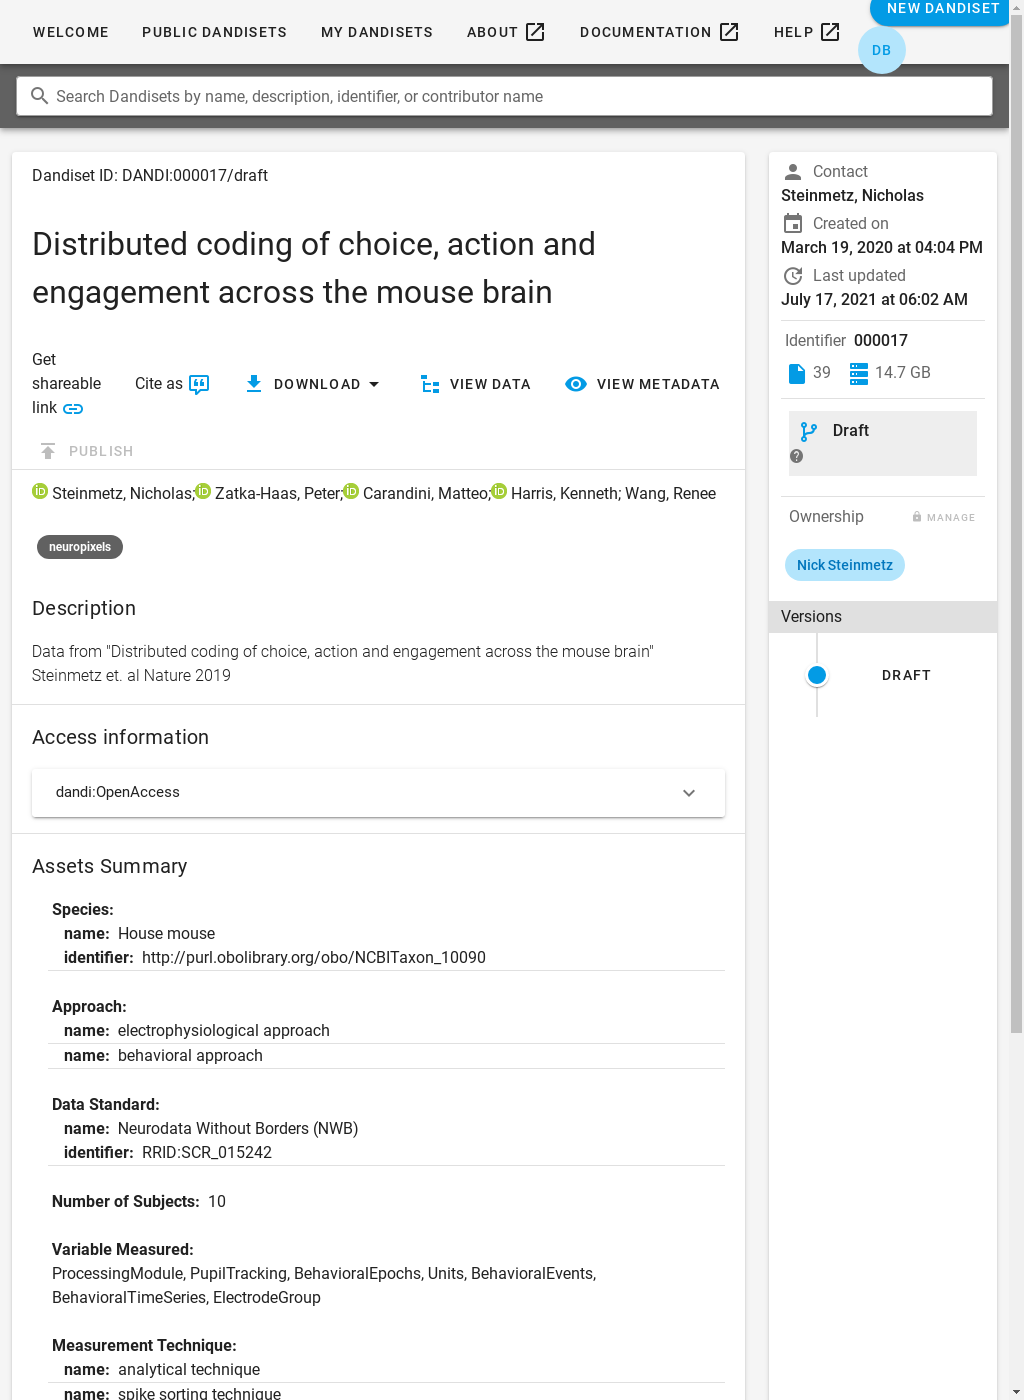 WELCOME PUBLIC DANDISETS MY DANDISETS ABOUT DOCUMENTATION HELP NEW DANDISET
DB
Search Dandisets by name, description, identifier, or contributor name
Dandiset ID: DANDI:000017/draft
Distributed coding of choice, action and
engagement across the mouse brain
Get
shareable
link
Cite as
DOWNLOAD
VIEW DATA
VIEW METADATA
PUBLISH
iD Steinmetz, Nicholas; iD Zatka-Haas, Peter; iD Carandini, Matteo; iD Harris, Kenneth; Wang, Renee
neuropixels
Description
Data from "Distributed coding of choice, action and engagement across the mouse brain"
Steinmetz et. al Nature 2019
Access information
dandi:OpenAccess
Assets Summary
Species:
name: House mouse
identifier: http://purl.obolibrary.org/obo/NCBITaxon_10090
Approach:
name: electrophysiological approach
name: behavioral approach
Data Standard:
name: Neurodata Without Borders (NWB)
identifier: RRID:SCR_015242
Number of Subjects: 10
Variable Measured:
ProcessingModule, PupilTracking, BehavioralEpochs, Units, BehavioralEvents,
BehavioralTimeSeries, ElectrodeGroup
Measurement Technique:
name: analytical technique
name: spike sorting technique
Contact
Steinmetz, Nicholas
Created on
March 19, 2020 at 04:04 PM
Last updated
July 17, 2021 at 06:02 AM
Identifier 000017
39 14.7 GB
Draft
?
Ownership MANAGE
Nick Steinmetz
Versions
DRAFT